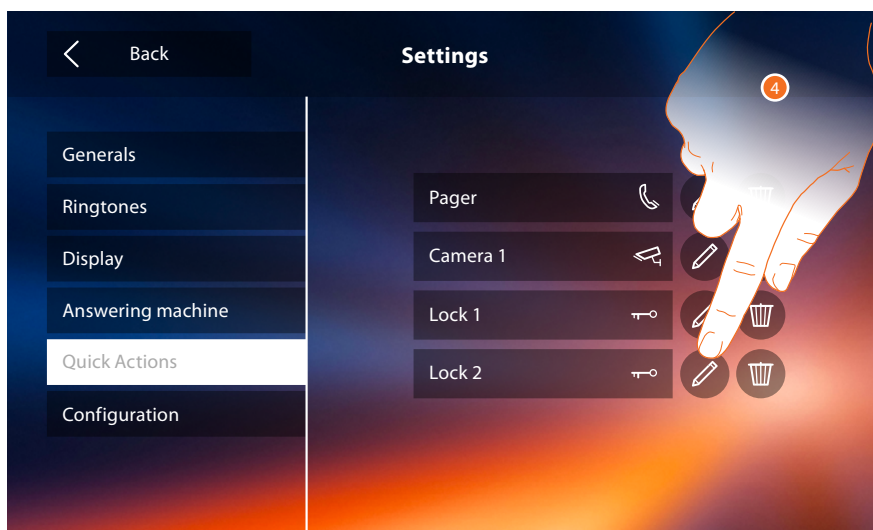 Back
Settings
4
Generals
Ringtones
Display
Answering machine
Quick Actions
Configuration
Pager
Camera 1
Lock 1
Lock 2